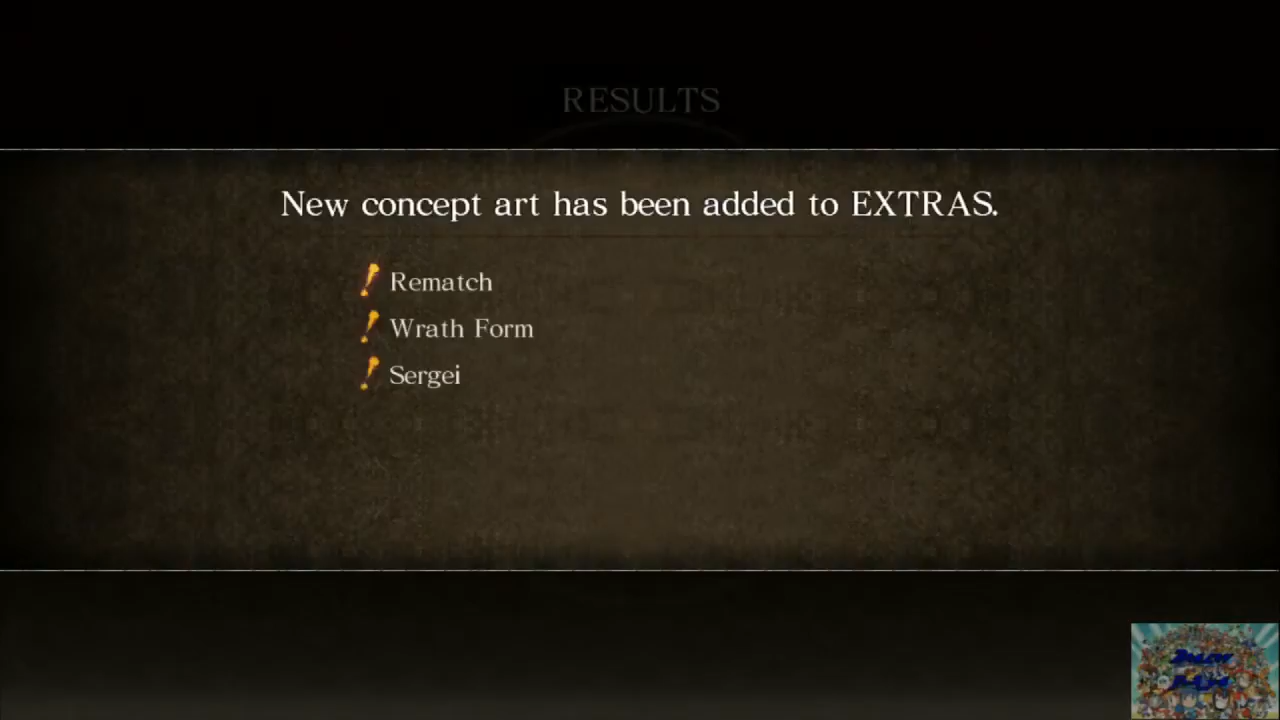 RESULTS
New concept art has been added to EXTRAS.
Rematch
Wrath Form
Sergei